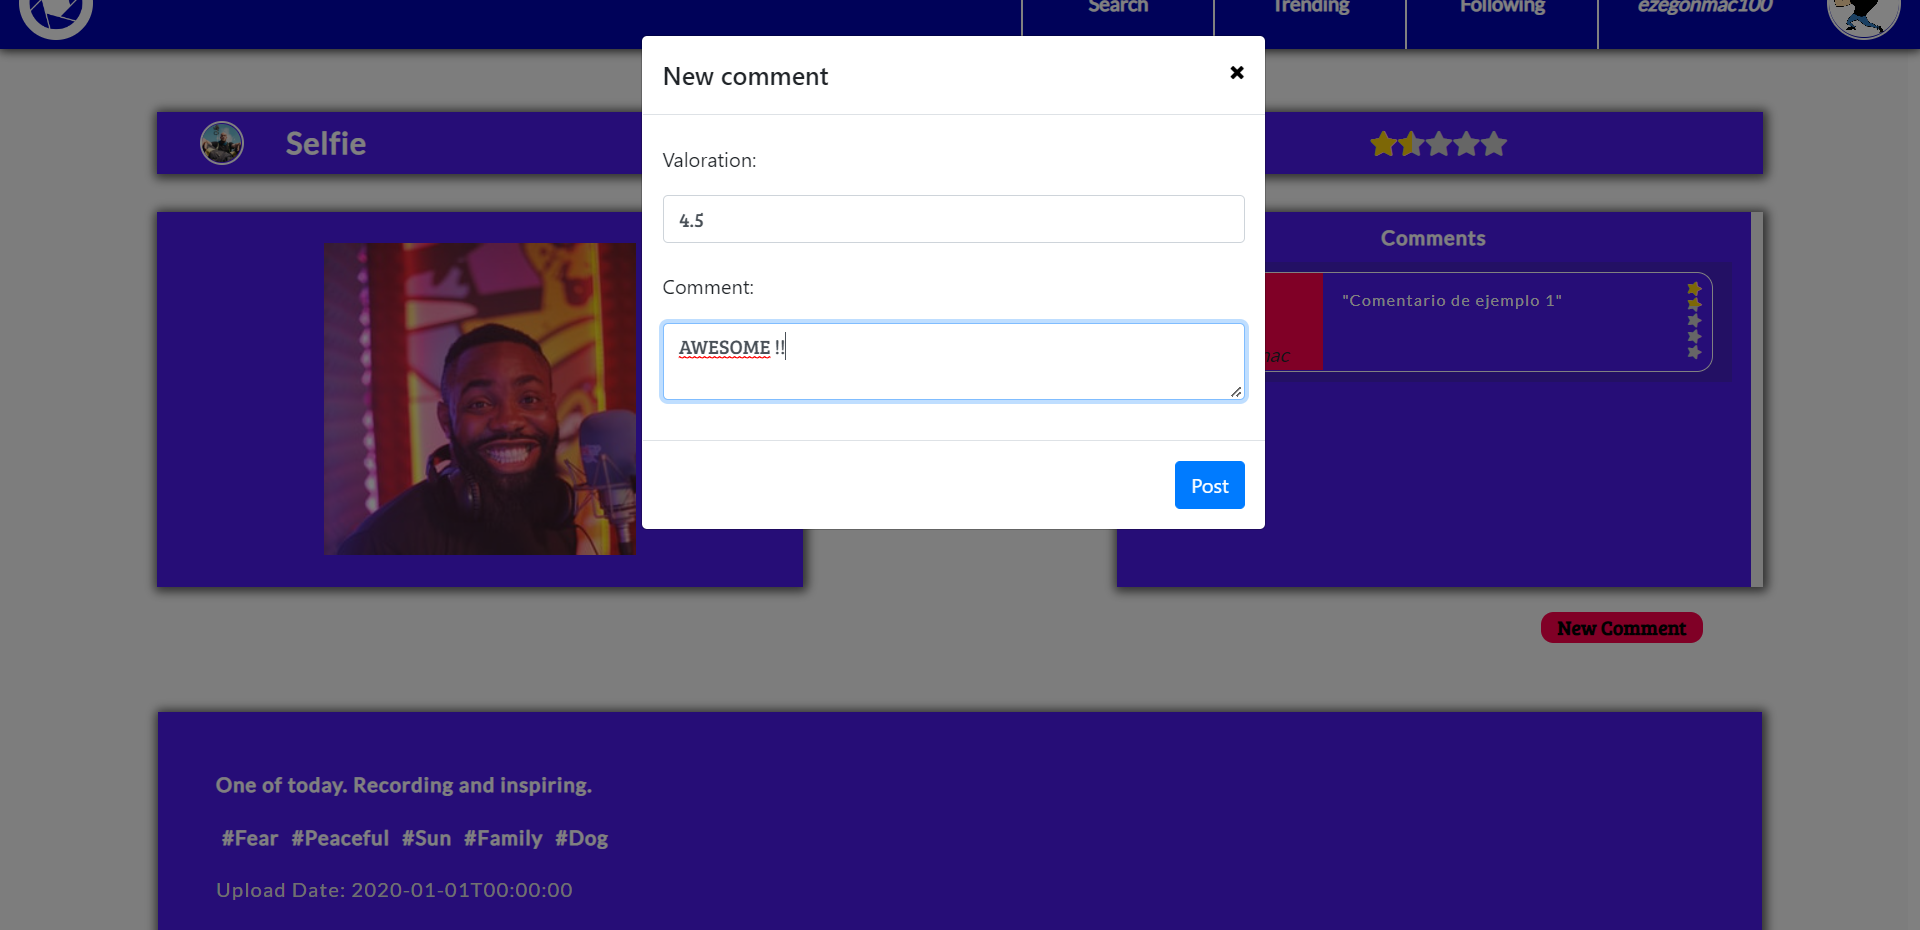 Search
Trending
Following
ezegonmac100
New comment
Selfie
Valoration:
4.5
Comments
Comment:
"Comentario de ejemplo 1"
AWESOME !!
Post
New Comment
One of today. Recording and inspiring.
#Fear #Peaceful #Sun #Family #Dog
Upload Date: 2020-01-01T00:00:00